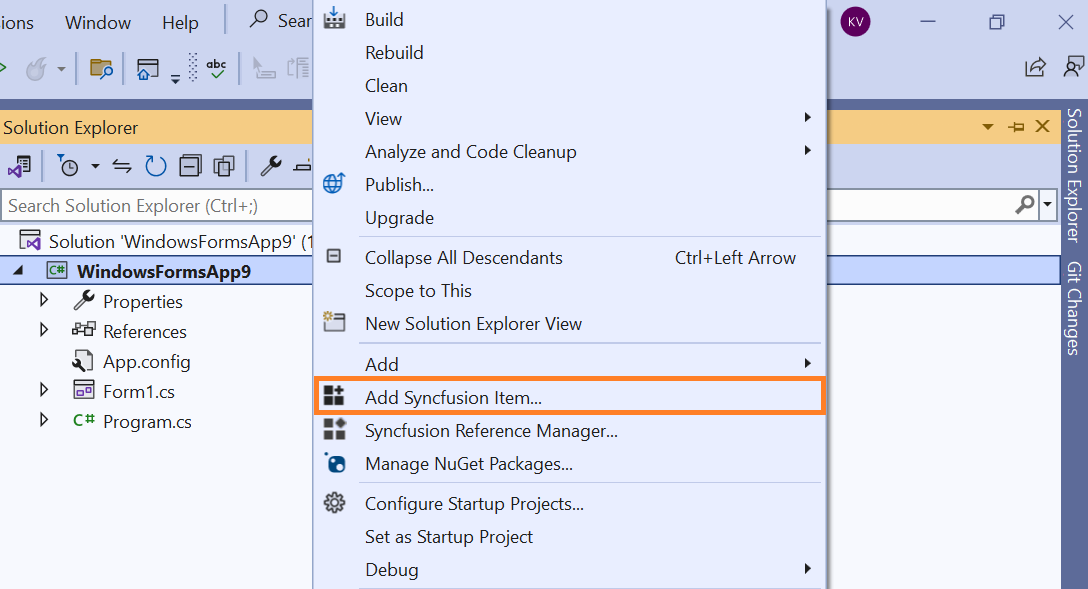 ions Window Help Sear
KV
abc
Solution Explorer
Search Solution Explorer (Ctrl+;)
Solution 'WindowsFormsApp9' (1
C# WindowsFormsApp9
Properties
References
App.config
Form1.cs
C# Program.cs
Build
Rebuild
Clean
View
Analyze and Code Cleanup
Publish...
Upgrade
Collapse All Descendants Ctrl+Left Arrow
Scope to This
New Solution Explorer View
Add
Add Syncfusion Item...
Syncfusion Reference Manager...
Manage NuGet Packages...
Configure Startup Projects...
Set as Startup Project
Debug
Solution Explorer
Git Changes